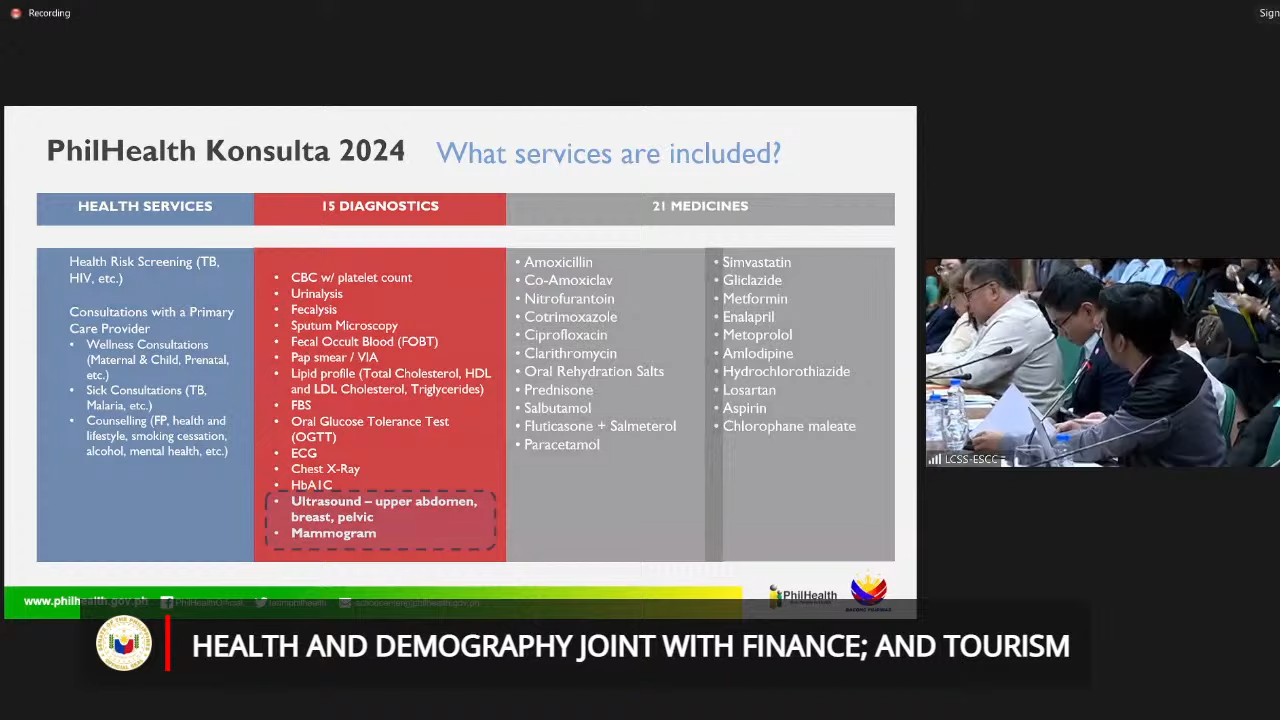 Recording
Sign
PhilHealth Konsulta 2024
What services are included?
HEALTH SERVICES
15 DIAGNOSTICS
21 MEDICINES
Health Risk Screening (TB,
HIV, etc.)
Consultations with a Primary
Care Provider
• Wellness Consultations
(Maternal & Child, Prenatal,
etc.)
• Sick Consultations (TB,
Malaria, etc.)
• Counselling (FP, health and
lifestyle, smoking cessation,
alcohol, mental health, etc.)
• CBC w/ platelet count
• Urinalysis
• Fecalysis
• Sputum Microscopy
• Fecal Occult Blood (FOBT)
• Pap smear / VIA
• Lipid profile (Total Cholesterol, HDL
and LDL Cholesterol, Triglycerides)
• FBS
• Oral Glucose Tolerance Test
(OGTT)
• ECG
• Chest X-Ray
• HbA1C
• Ultrasound – upper abdomen,
breast, pelvic
• Mammogram
• Amoxicillin
• Co-Amoxiclav
• Nitrofurantoin
• Cotrimoxazole
• Ciprofloxacin
• Clarithromycin
• Oral Rehydration Salts
• Prednisone
• Salbutamol
• Fluticasone + Salmeterol
• Paracetamol
• Simvastatin
• Gliclazide
• Metformin
• Enalapril
• Metoprolol
• Amlodipine
• Hydrochlorothiazide
• Losartan
• Aspirin
• Chlorophane maleate
LCSS-ESCC
www.philhealth.gov.ph
PhilHealthOfficial
teamphilhealth
PhilHealth
BAGONG PILIPINAS
HEALTH AND DEMOGRAPHY JOINT WITH FINANCE; AND TOURISM